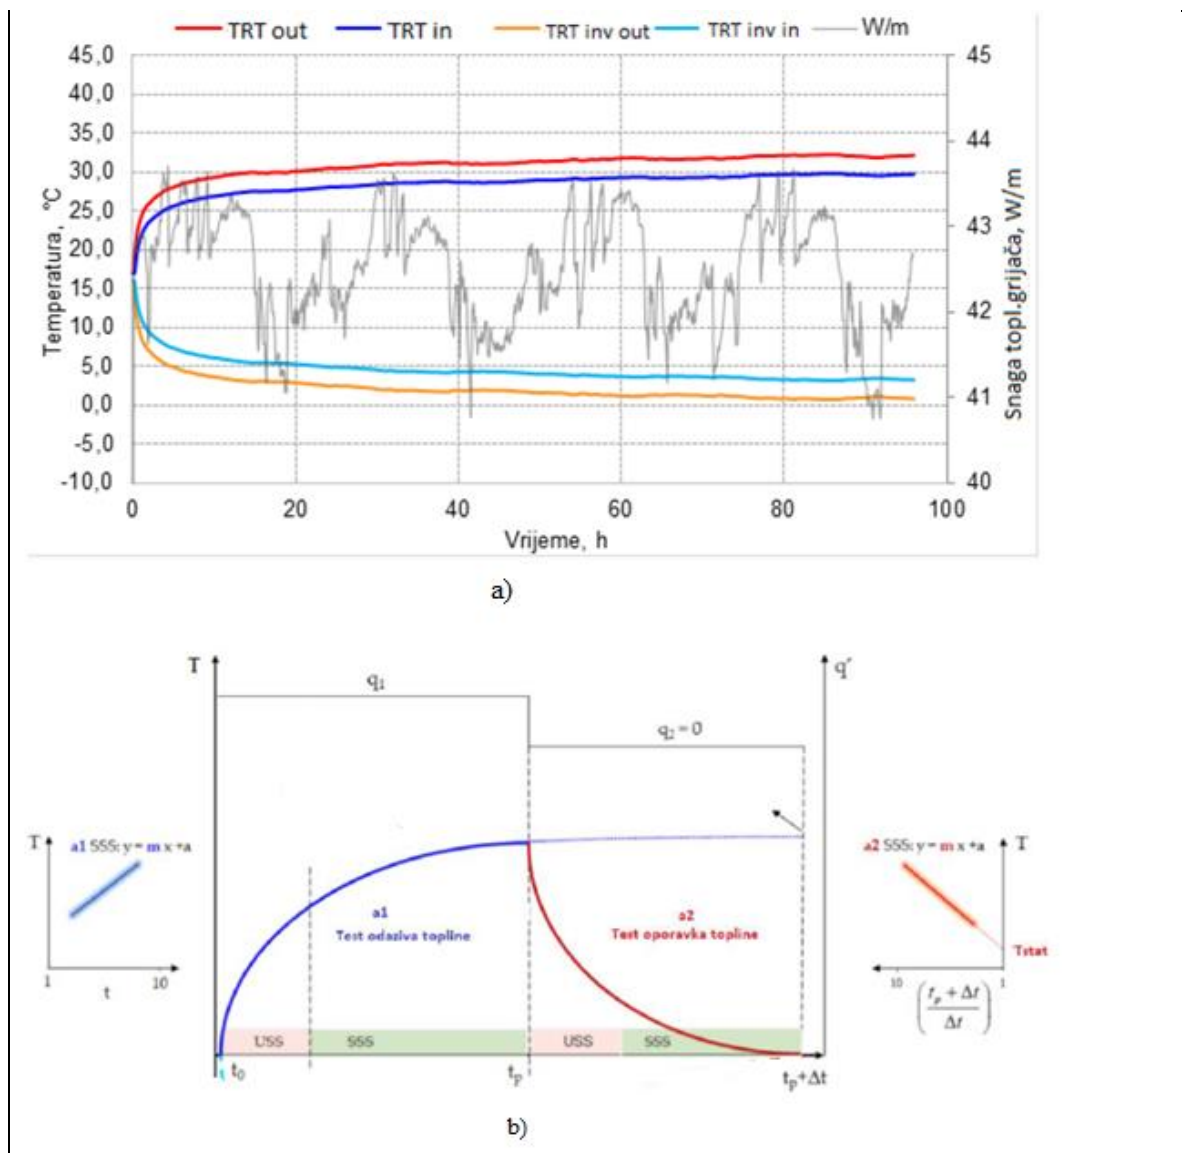 TRT out TRT in TRT inv out TRT inv in W/m
45,0 45
40,0
35,0 44
30,0
25,0 43
20,0
15,0 42
10,0
5,0
0,0 41
-5,0
-10,0 40
Temperatura, °C
Snaga topl.grijača, W/m
0 20 40 60 80 100
Vrijeme, h
a)
T q′
q₁
q₂ = 0
T a1 SSS: y = m x +a
1 10
t
a1
Test odaziva topline
a2
Test oporavka topline
a2 SSS: y = m x +a T
Tstat
10 1
(tₚ + Δt / Δt)
USS SSS USS SSS
t₀ tₚ tₚ+Δt
b)